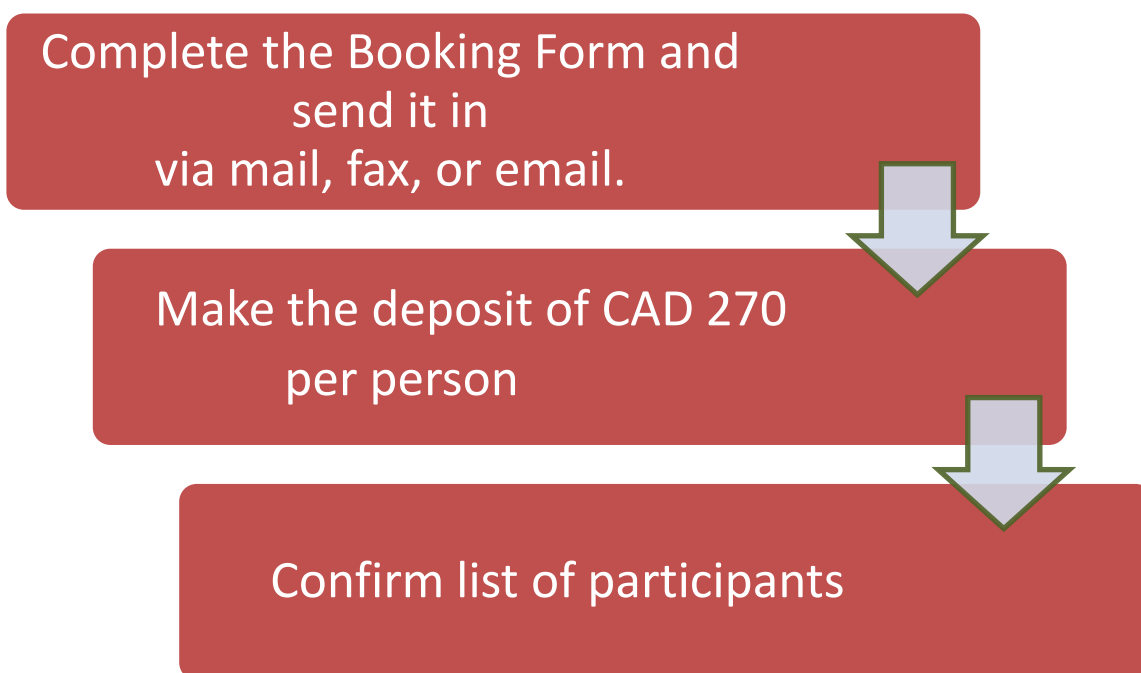 Complete the Booking Form and
send it in
via mail, fax, or email.
Make the deposit of CAD 270
per person
Confirm list of participants